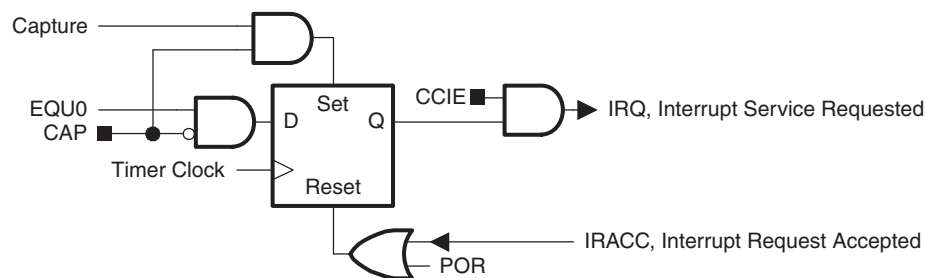 Capture
Set
CCIE
IRQ, Interrupt Service Requested
EQU0
D
Q
CAP
Timer Clock
Reset
IRACC, Interrupt Request Accepted
POR